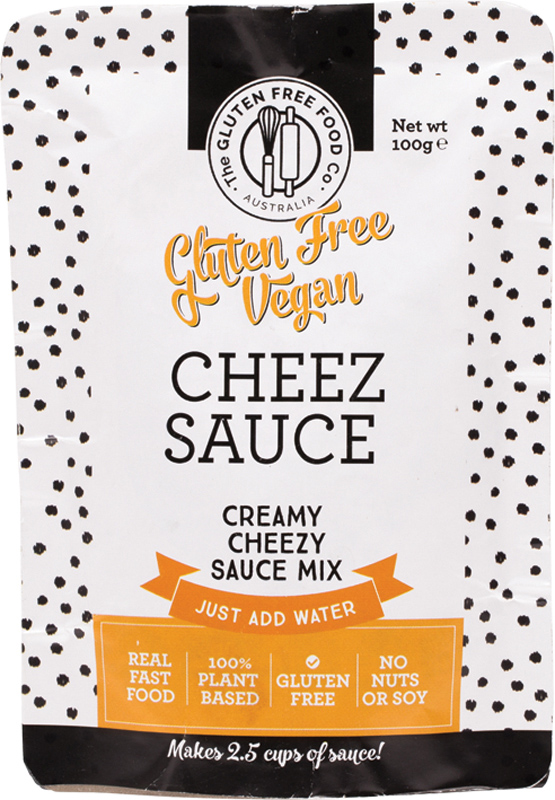 The GLUTEN FREE FOOD Co.
AUSTRALIA
Net wt
100g e
Gluten Free
Vegan
CHEEZ
SAUCE
CREAMY
CHEEZY
SAUCE MIX
JUST ADD WATER
REAL
FAST
FOOD
100%
PLANT
BASED
GLUTEN
FREE
NO
NUTS
OR SOY
Makes 2.5 cups of sauce!